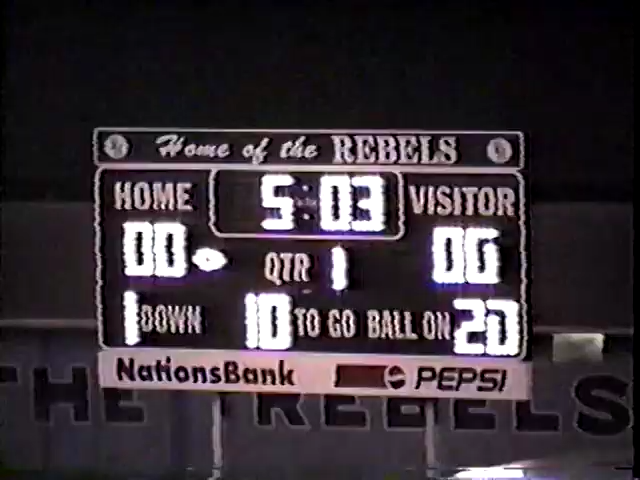 Home of the REBELS
HOME 5:03 VISITOR
00 QTR 1 00
1 DOWN 10 TO GO BALL ON 20
NationsBank PEPSI
THE REBELS